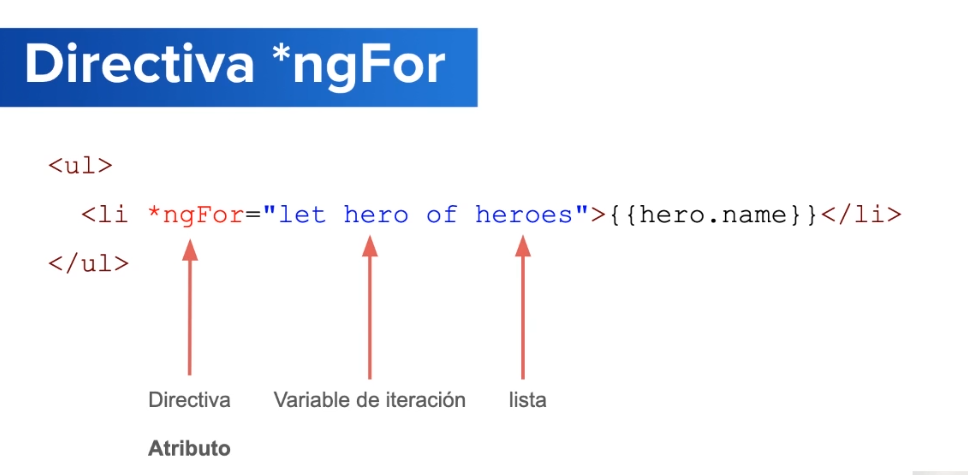 Directiva *ngFor
<ul>
<li *ngFor="let hero of heroes">{{hero.name}}</li>
</ul>
Directiva Variable de iteración lista
Atributo